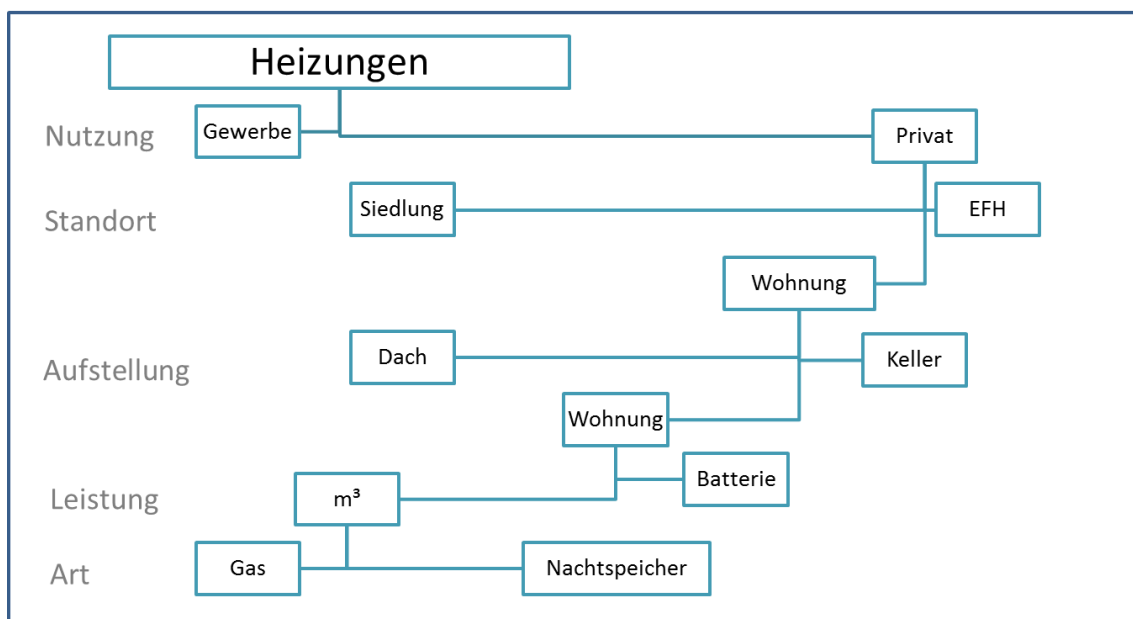 Heizungen
Nutzung
Gewerbe
Privat
Standort
Siedlung
EFH
Wohnung
Aufstellung
Dach
Keller
Wohnung
Leistung
m³
Batterie
Art
Gas
Nachtspeicher